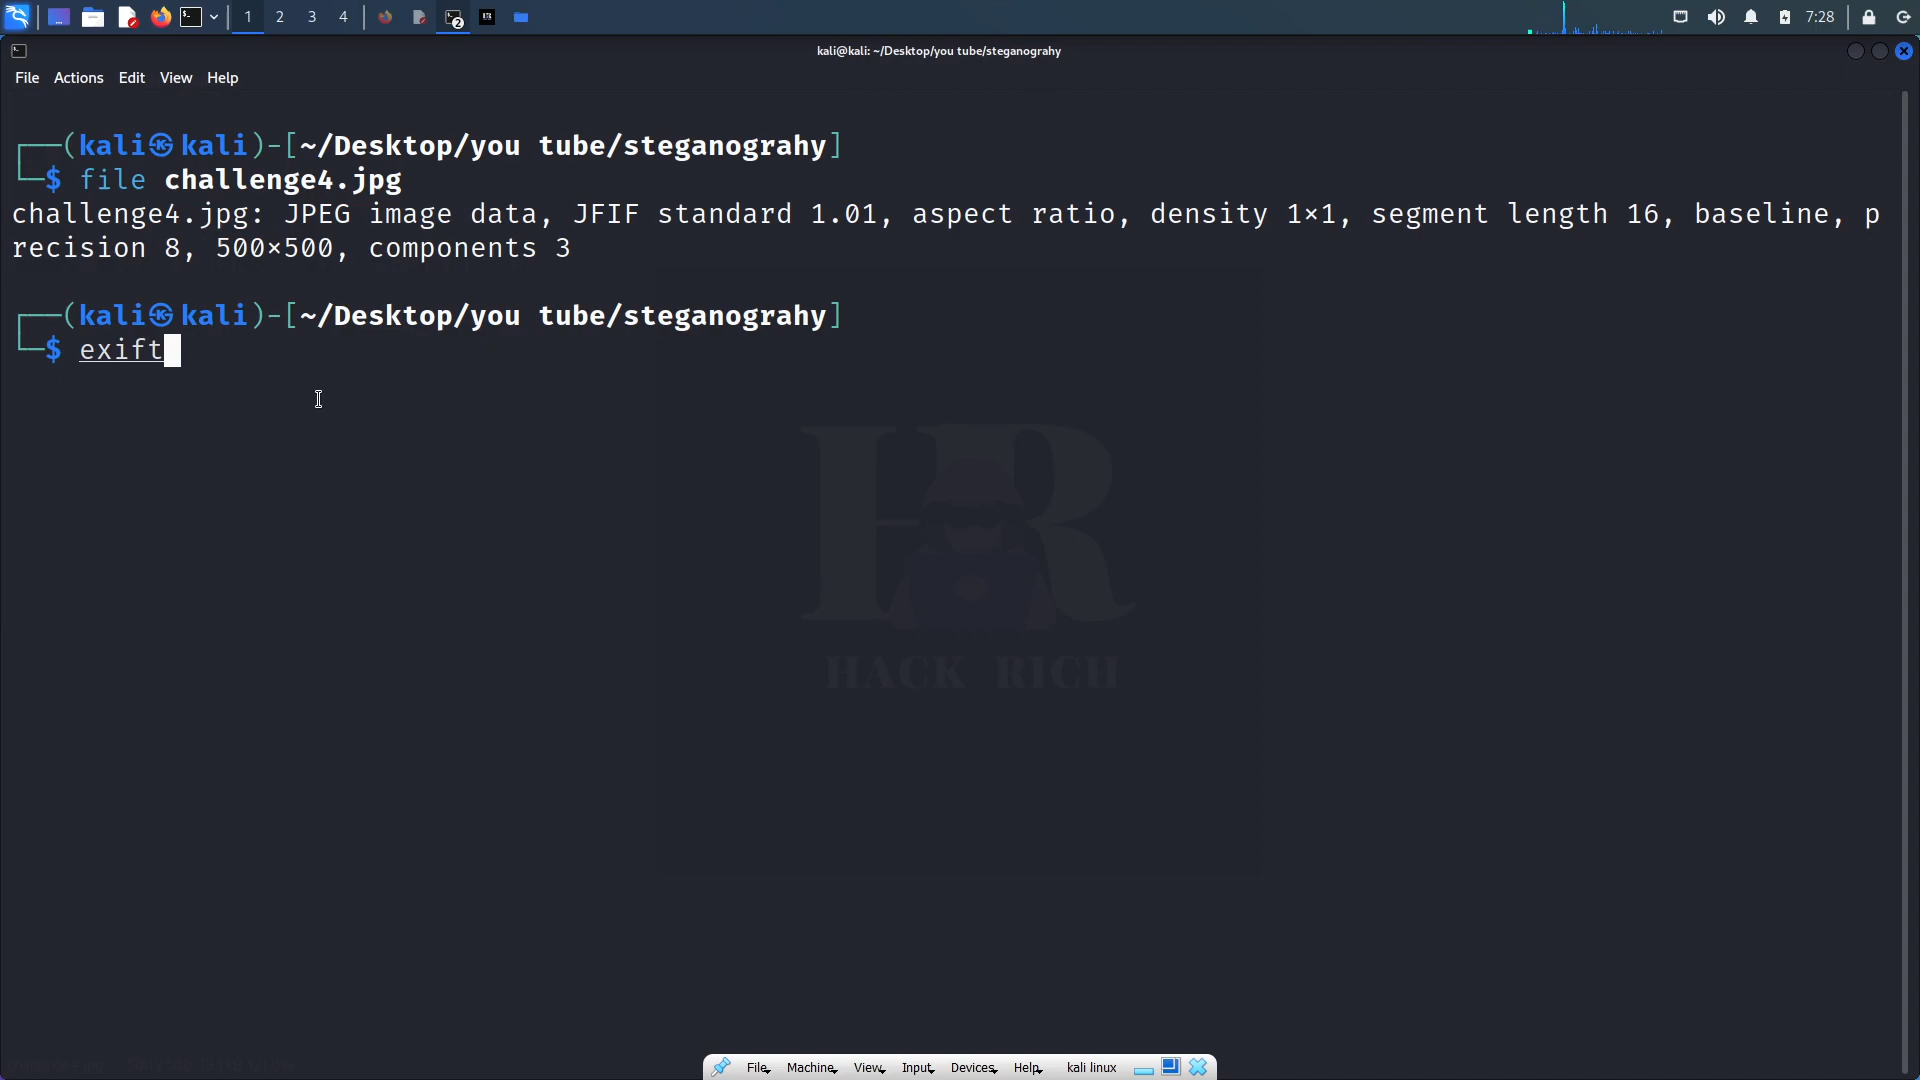 1 2 3 4 2 7:28
kali@kali: ~/Desktop/you tube/steganograhy
File Actions Edit View Help
┌──(kali㉿kali)-[~/Desktop/you tube/steganograhy]
└─$ file challenge4.jpg
challenge4.jpg: JPEG image data, JFIF standard 1.01, aspect ratio, density 1×1, segment length 16, baseline, p
recision 8, 500×500, components 3
┌──(kali㉿kali)-[~/Desktop/you tube/steganograhy]
└─$ exift
HR
HACK RICH
File Machine View Input Devices Help kali linux